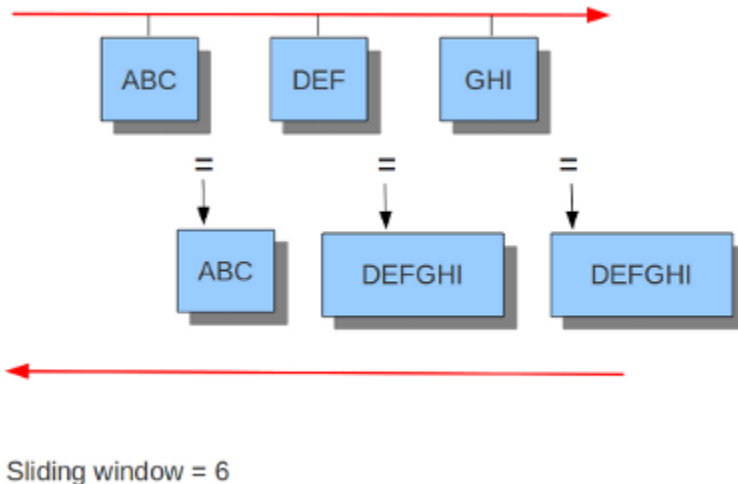 ABC DEF GHI
= = =
ABC DEFGHI DEFGHI
Sliding window = 6